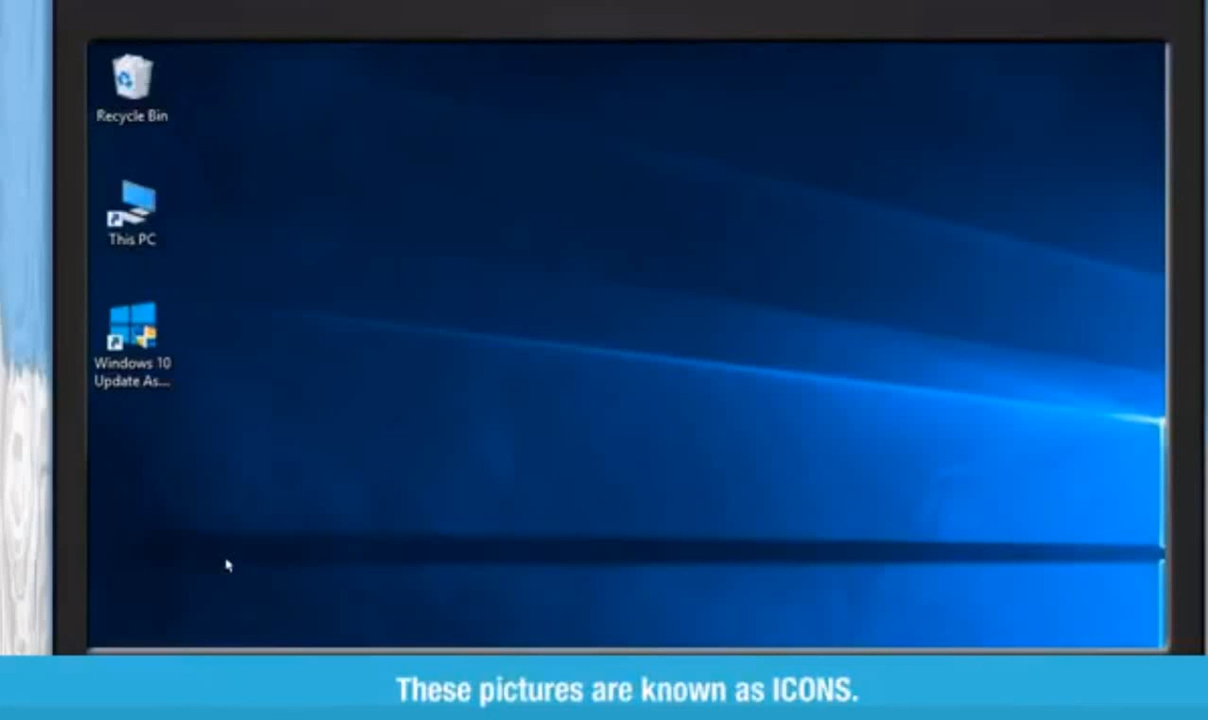 Recycle Bin
This PC
Windows 10
Update As...
These pictures are known as ICONS.